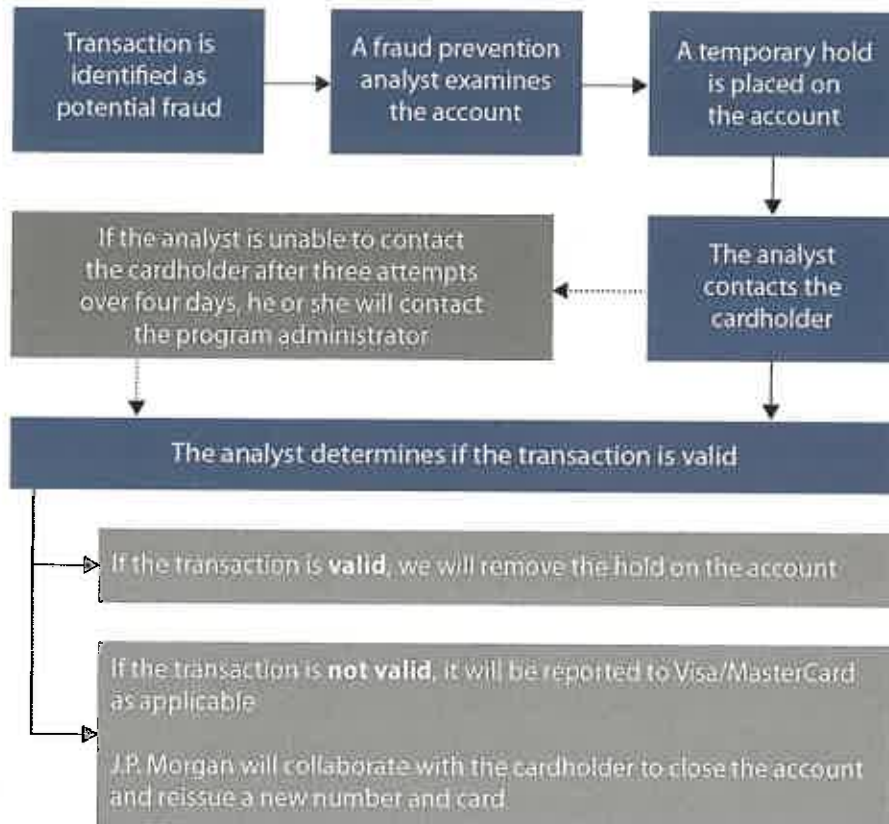 Transaction is
identified as
potential fraud
A fraud prevention
analyst examines
the account
A temporary hold
is placed on
the account
The analyst
contacts the
cardholder
If the analyst is unable to contact
the cardholder after three attempts
over four days, he or she will contact
the program administrator
The analyst determines if the transaction is valid
If the transaction is valid, we will remove the hold on the account
If the transaction is not valid, it will be reported to Visa/MasterCard
as applicable
J.P. Morgan will collaborate with the cardholder to close the account
and reissue a new number and card